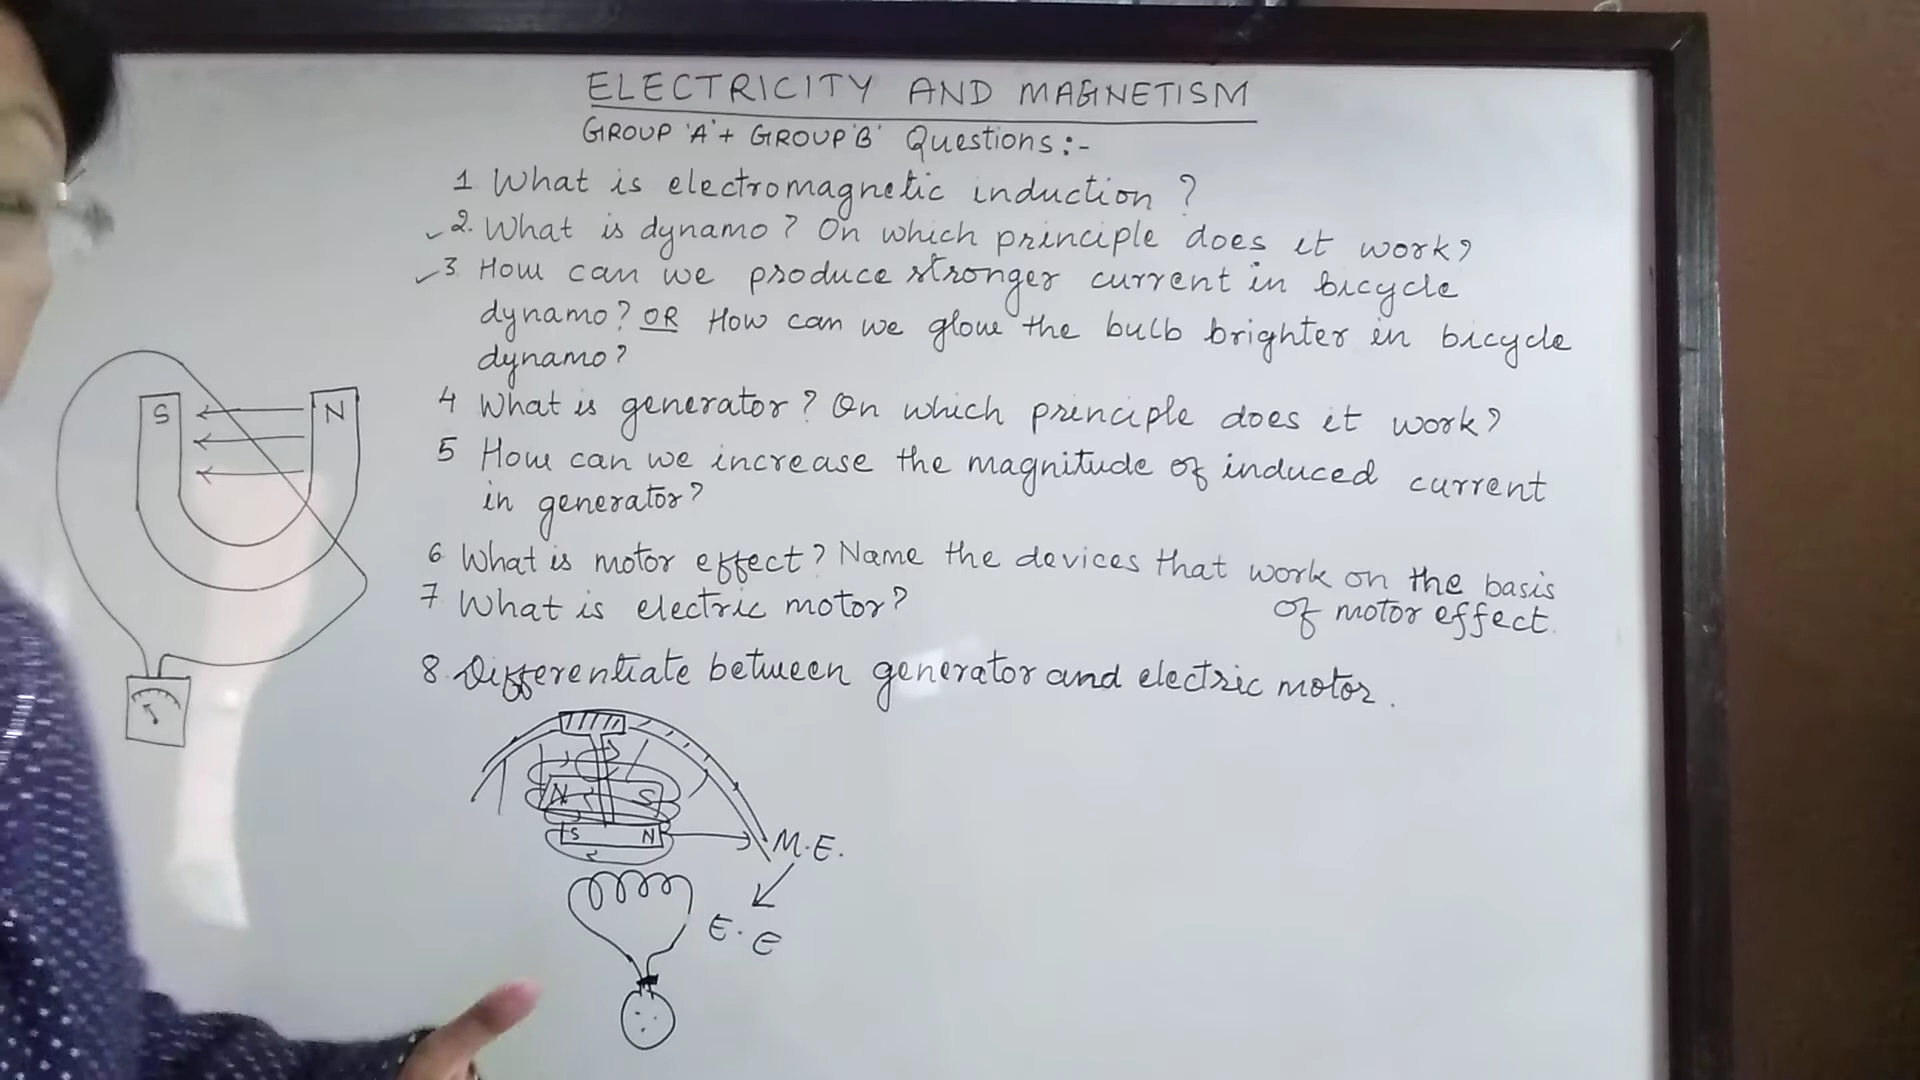 ELECTRICITY AND MAGNETISM
GROUP 'A' + GROUP 'B' Questions :-
1 What is electromagnetic induction ?
2. What is dynamo? On which principle does it work?
3 How can we produce stronger current in bicycle
dynamo? OR How can we glow the bulb brighter in bicycle
dynamo?
4 What is generator? On which principle does it work?
5 How can we increase the magnitude of induced current
in generator?
6 What is motor effect? Name the devices that work on the basis
of motor effect.
7 What is electric motor?
8. Differentiate between generator and electric motor.
S N
N S
S N
M.E.
E.E